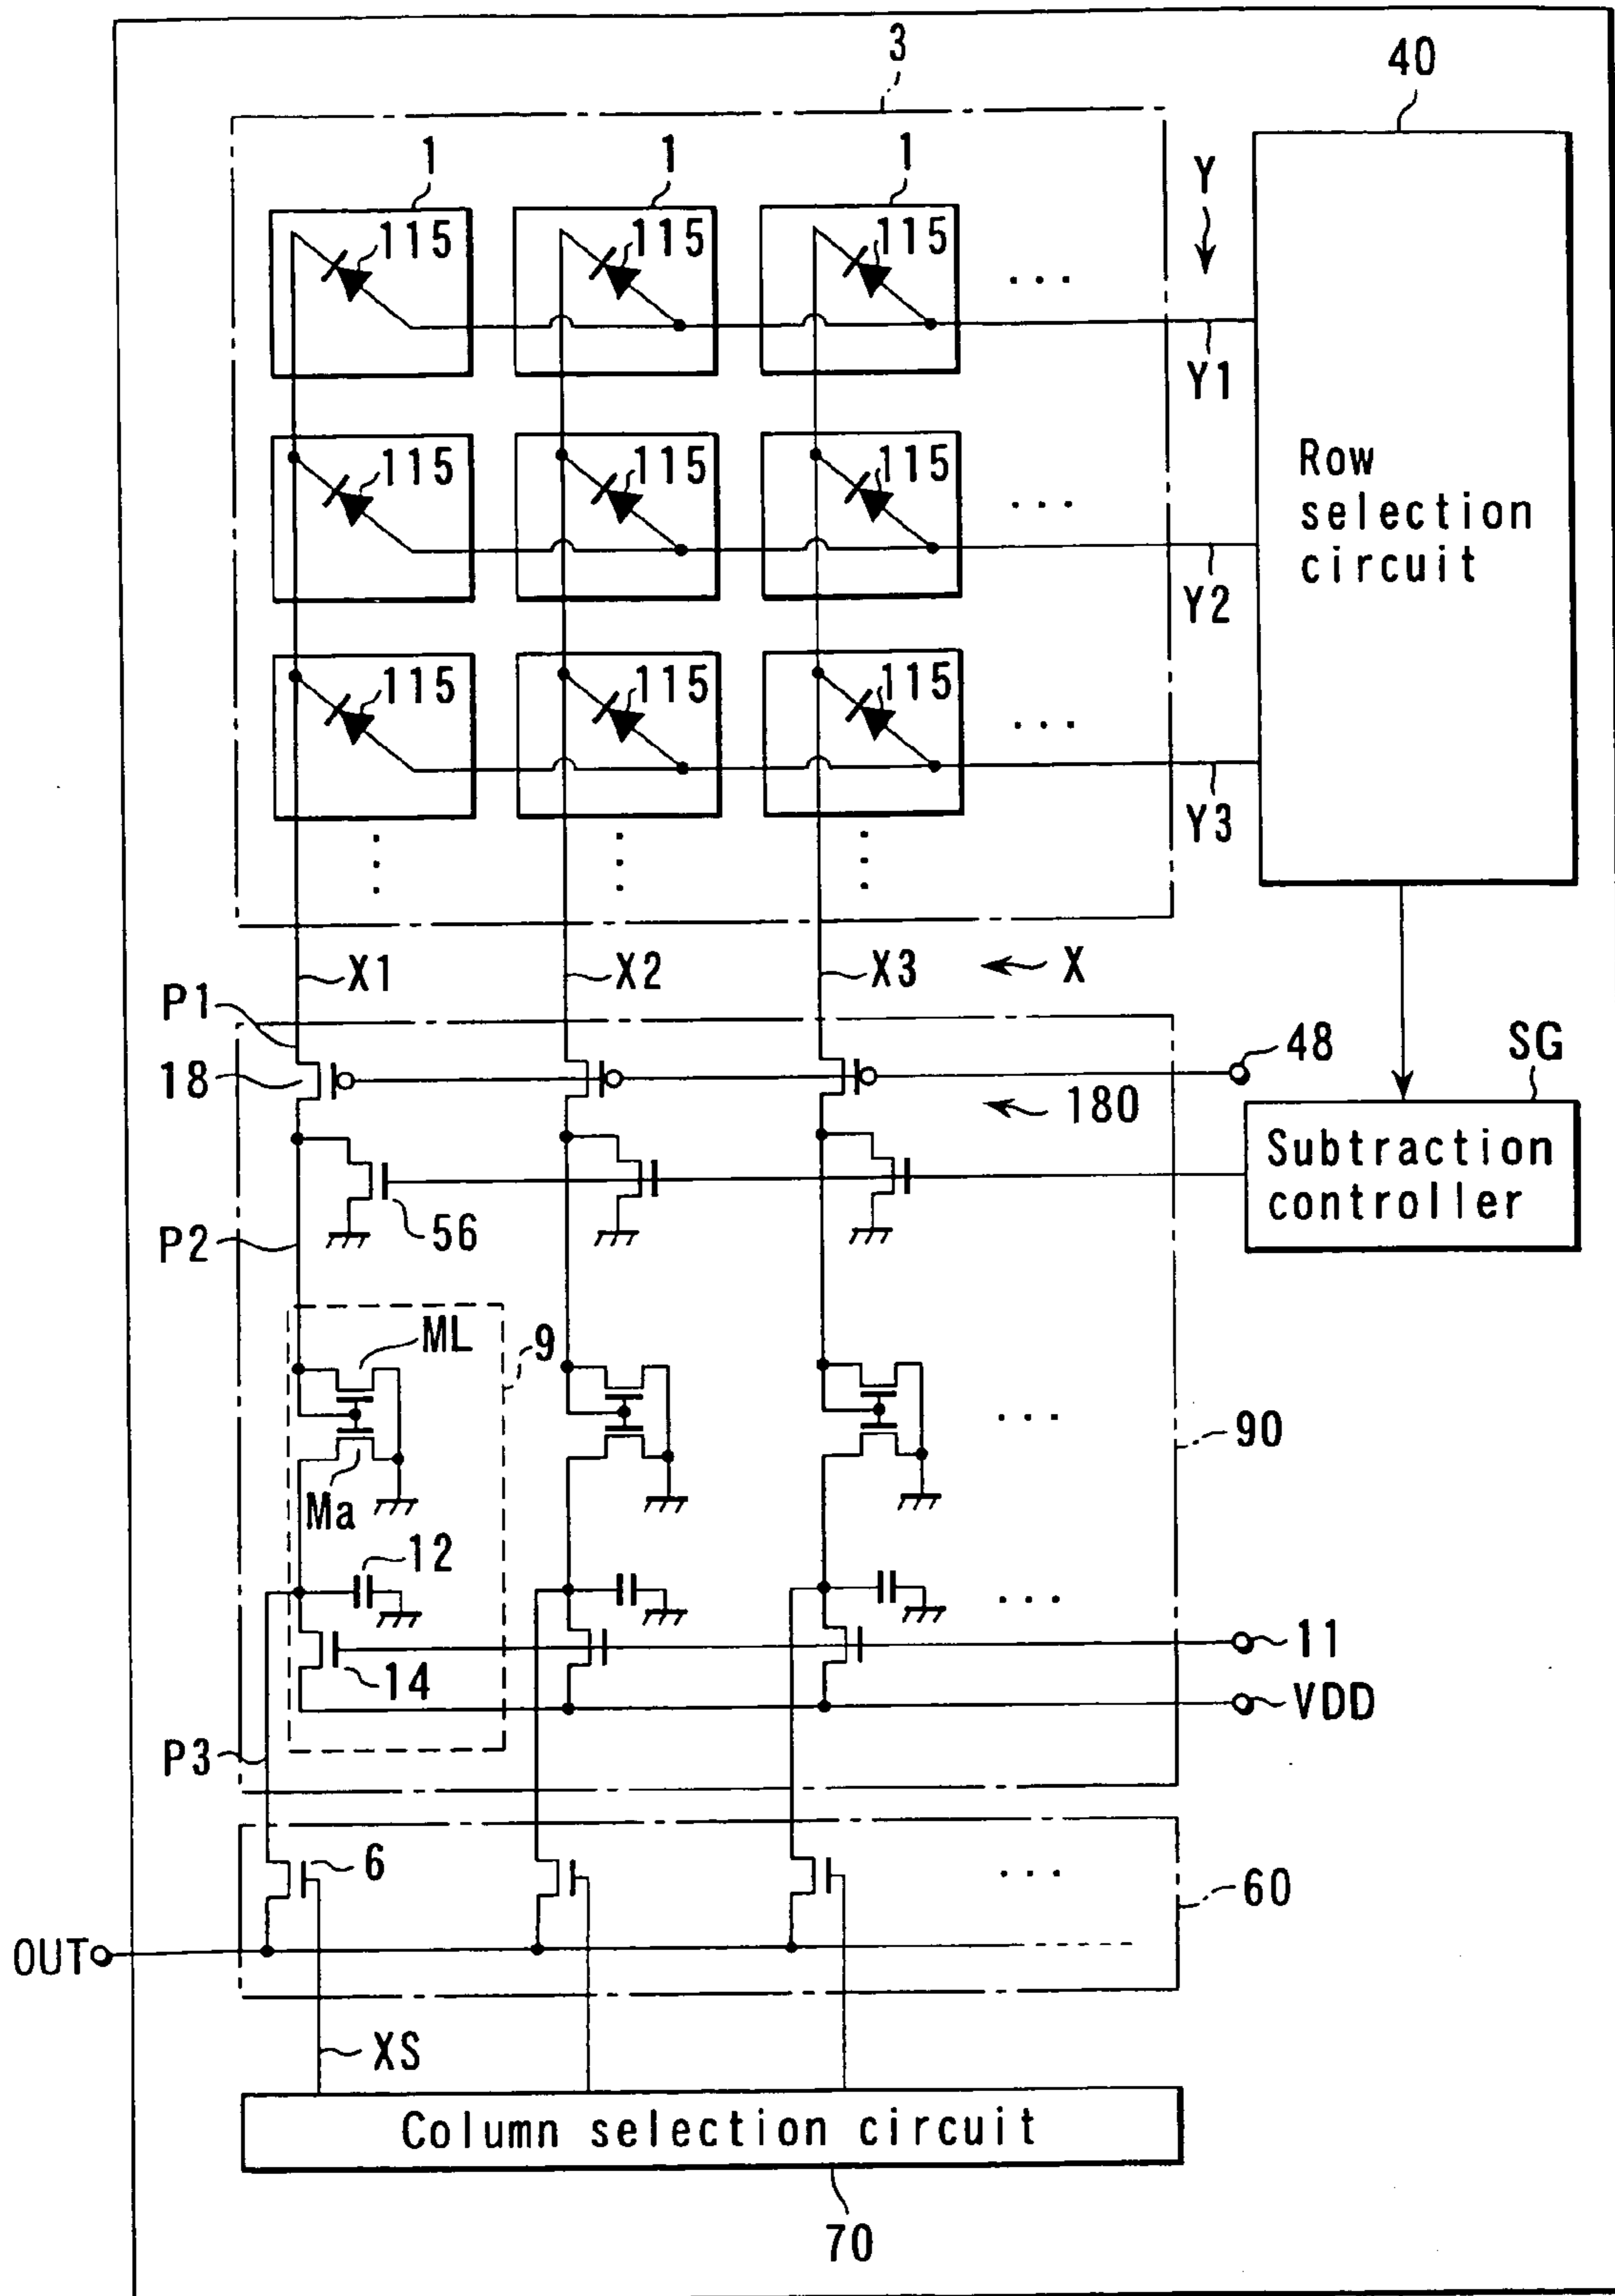 3
40
1 1 1
Y
115 115 115
...
Y1
Row
selection
circuit
115 115 115
...
Y2
115 115 115
...
Y3
X1 X2 X3 X
P1
48
SG
18
180
Subtraction
controller
56
P2
ML
9
...
90
Ma
12
...
11
14
VDD
P3
6
...
60
OUT
XS
Column selection circuit
70